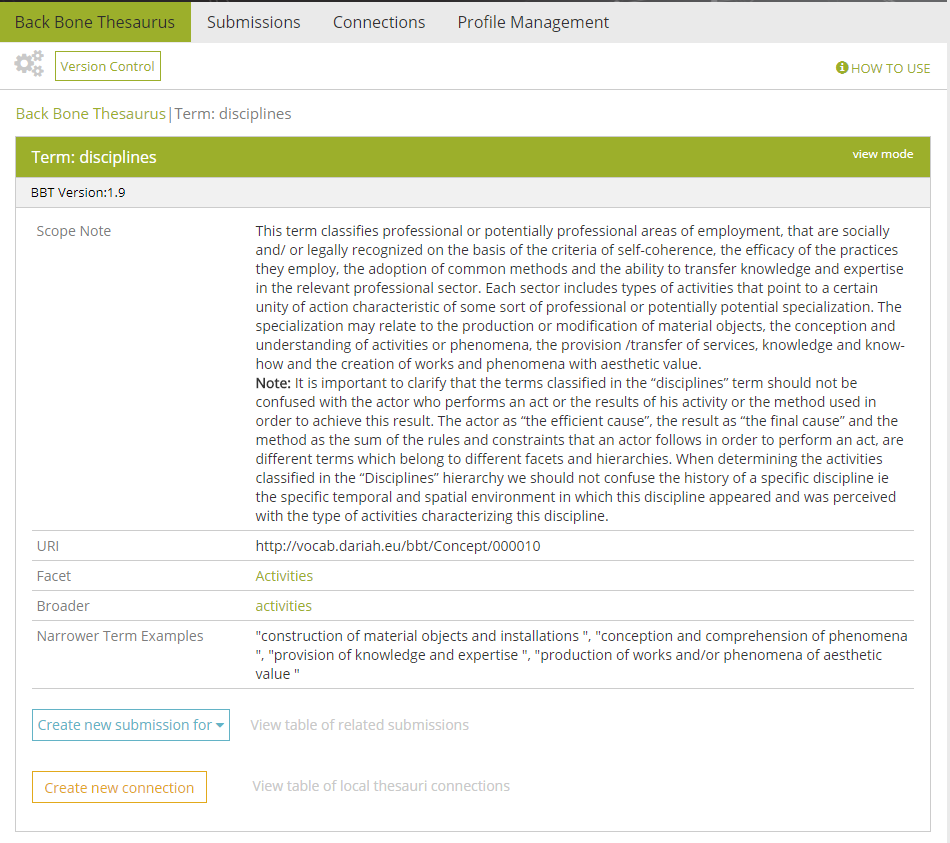 Back Bone Thesaurus Submissions Connections Profile Management
Version Control
HOW TO USE
Back Bone Thesaurus|Term: disciplines
Term: disciplines
view mode
BBT Version:1.9
Scope Note
This term classifies professional or potentially professional areas of employment, that are socially
and/ or legally recognized on the basis of the criteria of self-coherence, the efficacy of the practices
they employ, the adoption of common methods and the ability to transfer knowledge and expertise
in the relevant professional sector. Each sector includes types of activities that point to a certain
unity of action characteristic of some sort of professional or potentially potential specialization. The
specialization may relate to the production or modification of material objects, the conception and
understanding of activities or phenomena, the provision /transfer of services, knowledge and know-
how and the creation of works and phenomena with aesthetic value.
Note: It is important to clarify that the terms classified in the “disciplines” term should not be
confused with the actor who performs an act or the results of his activity or the method used in
order to achieve this result. The actor as “the efficient cause”, the result as “the final cause” and the
method as the sum of the rules and constraints that an actor follows in order to perform an act, are
different terms which belong to different facets and hierarchies. When determining the activities
classified in the “Disciplines” hierarchy we should not confuse the history of a specific discipline ie
the specific temporal and spatial environment in which this discipline appeared and was perceived
with the type of activities characterizing this discipline.
URI
http://vocab.dariah.eu/bbt/Concept/000010
Facet
Activities
Broader
activities
Narrower Term Examples
"construction of material objects and installations ", "conception and comprehension of phenomena
", "provision of knowledge and expertise ", "production of works and/or phenomena of aesthetic
value "
Create new submission for
View table of related submissions
Create new connection
View table of local thesauri connections